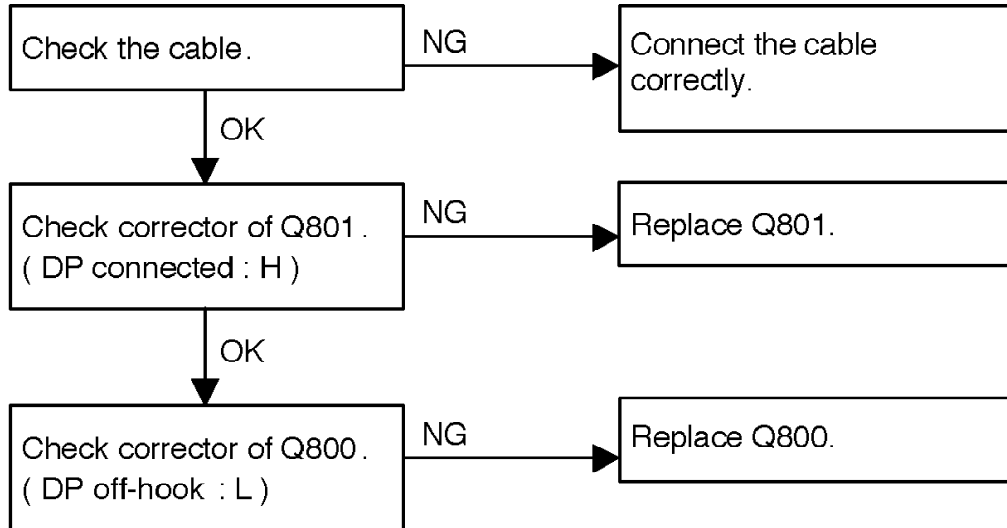 Check the cable.
NG
Connect the cable
correctly.
OK
Check corrector of Q801.
( DP connected : H )
NG
Replace Q801.
OK
Check corrector of Q800.
( DP off-hook : L )
NG
Replace Q800.